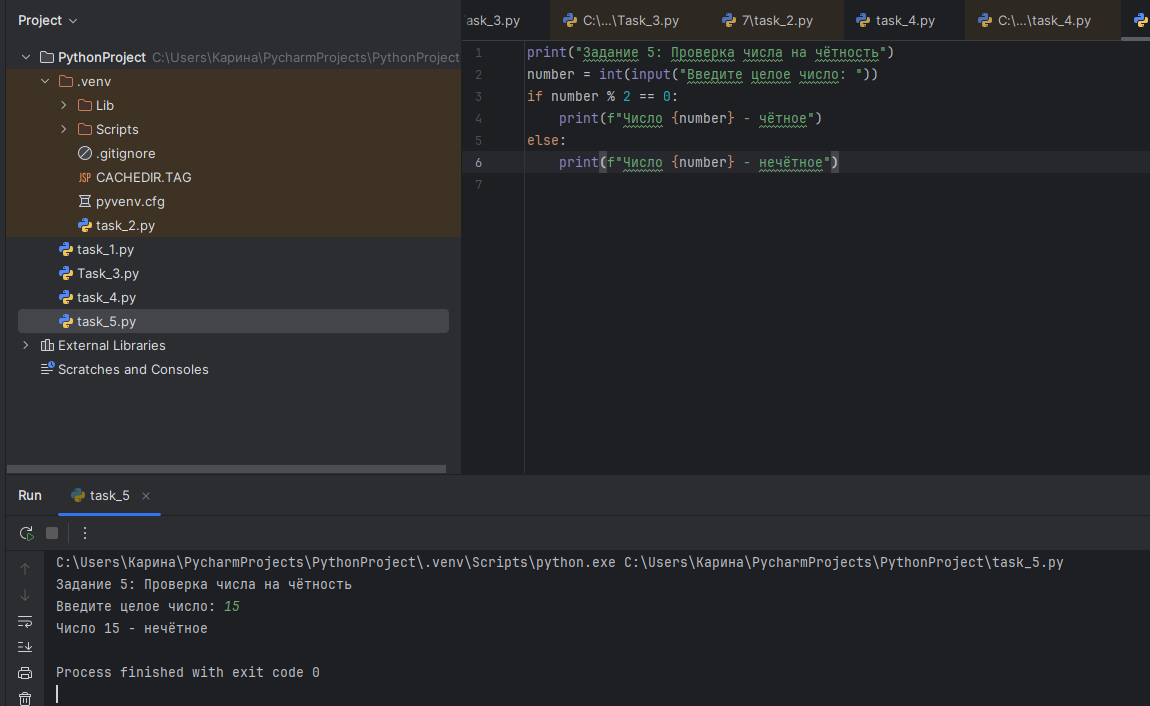 Project
ask_3.py
C:\...\Task_3.py
7\task_2.py
task_4.py
C:\...\task_4.py
PythonProject C:\Users\Карина\PycharmProjects\PythonProject
.venv
Lib
Scripts
.gitignore
JSP CACHEDIR.TAG
pyvenv.cfg
task_2.py
task_1.py
Task_3.py
task_4.py
task_5.py
External Libraries
Scratches and Consoles
1 print("Задание 5: Проверка числа на чётность")
2 number = int(input("Введите целое число: "))
3 if number % 2 == 0:
4     print(f"Число {number} - чётное")
5 else:
6     print(f"Число {number} - нечётное")
7
Run task_5
C:\Users\Карина\PycharmProjects\PythonProject\.venv\Scripts\python.exe C:\Users\Карина\PycharmProjects\PythonProject\task_5.py
Задание 5: Проверка числа на чётность
Введите целое число: 15
Число 15 - нечётное
Process finished with exit code 0